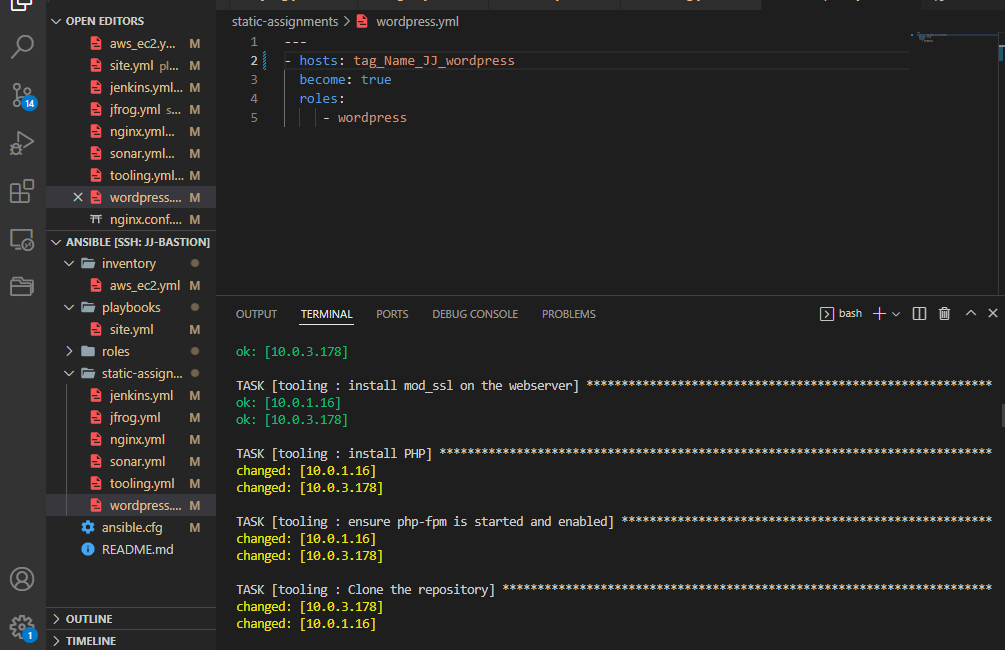 OPEN EDITORS
aws_ec2.y... M
site.yml pl... M
jenkins.yml... M
jfrog.yml s... M
nginx.yml... M
sonar.yml... M
tooling.yml... M
wordpress.... M
nginx.conf.... M
ANSIBLE [SSH: JJ-BASTION]
inventory
aws_ec2.yml M
playbooks
site.yml M
roles
static-assign...
jenkins.yml M
jfrog.yml M
nginx.yml M
sonar.yml M
tooling.yml M
wordpress.... M
ansible.cfg M
README.md
OUTLINE
TIMELINE
14
1
static-assignments > wordpress.yml
1 ---
2 - hosts: tag_Name_JJ_wordpress
3 become: true
4 roles:
5 - wordpress
OUTPUT TERMINAL PORTS DEBUG CONSOLE PROBLEMS bash
ok: [10.0.3.178]
TASK [tooling : install mod_ssl on the webserver] **********************************************************
ok: [10.0.1.16]
ok: [10.0.3.178]
TASK [tooling : install PHP] *******************************************************************************
changed: [10.0.1.16]
changed: [10.0.3.178]
TASK [tooling : ensure php-fpm is started and enabled] *****************************************************
changed: [10.0.1.16]
changed: [10.0.3.178]
TASK [tooling : Clone the repository] **********************************************************************
changed: [10.0.3.178]
changed: [10.0.1.16]